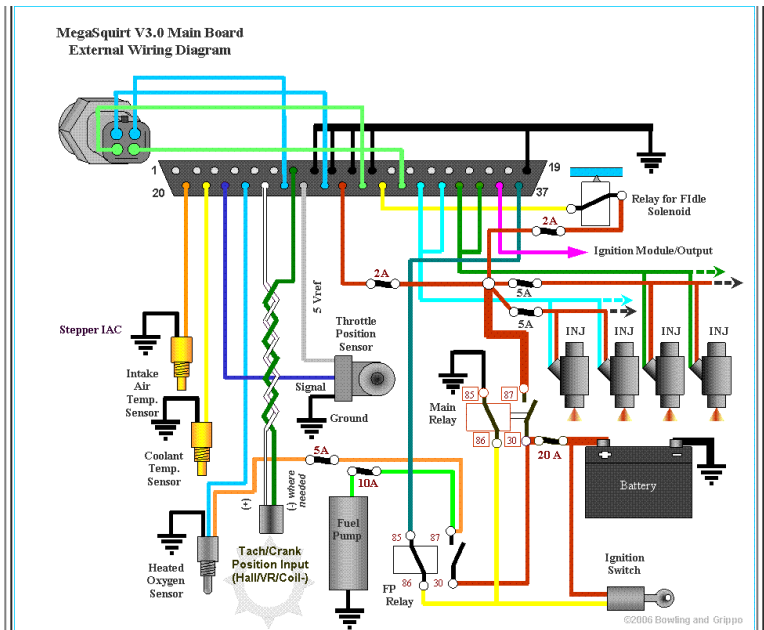 MegaSquirt V3.0 Main Board
External Wiring Diagram
1
19
20
37
Relay for FIdle
Solenoid
2A
Ignition Module/Output
2A
5A
5A
5 Vref
Stepper IAC
Throttle
Position
Sensor
INJ
INJ
INJ
INJ
Intake
Air
Temp.
Sensor
Signal
Ground
85
87
Main
Relay
86
30
20 A
Coolant
Temp.
Sensor
5A
10A
(+)
(-) where
needed
Battery
Fuel
Pump
85
87
Heated
Oxygen
Sensor
Tach/Crank
Position Input
(Hall/VR/Coil-)
86
30
FP
Relay
Ignition
Switch
©2006 Bowling and Grippo